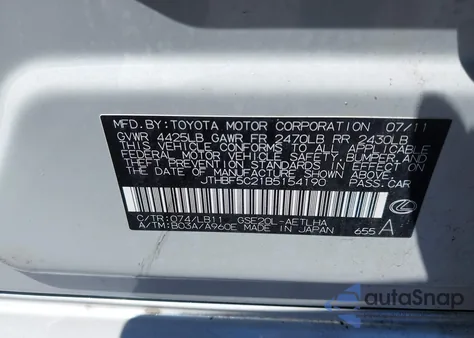 MFD. BY: TOYOTA MOTOR CORPORATION 07/11
GVWR 4425LB GAWR FR 2470LB RR 2430LB
THIS VEHICLE CONFORMS TO ALL APPLICABLE
FEDERAL MOTOR VEHICLE SAFETY, BUMPER, AND
THEFT PREVENTION STANDARDS IN EFFECT ON
THE DATE OF MANUFACTURE SHOWN ABOVE.
JTHBF5C21B5154190 PASS. CAR
C/TR: 074/LB11 GSE20L-AETLHA
A/TM: B03A/A960E MADE IN JAPAN 655 A
autoSnap